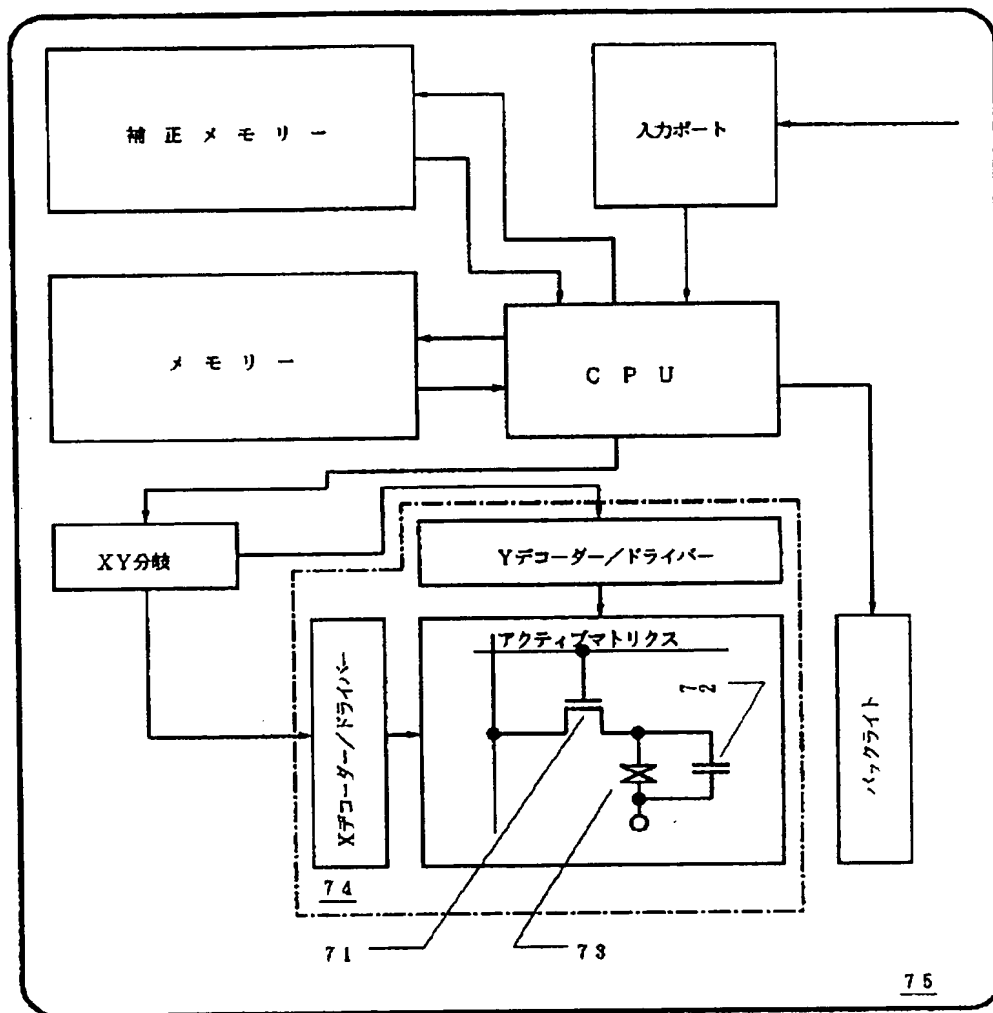 補正メモリー
入力ポート
メモリー
CPU
XY分岐
Yデコーダー/ドライバー
アクティブマトリクス
Xデコーダー/ドライバー
72
バックライト
74
71
73
75